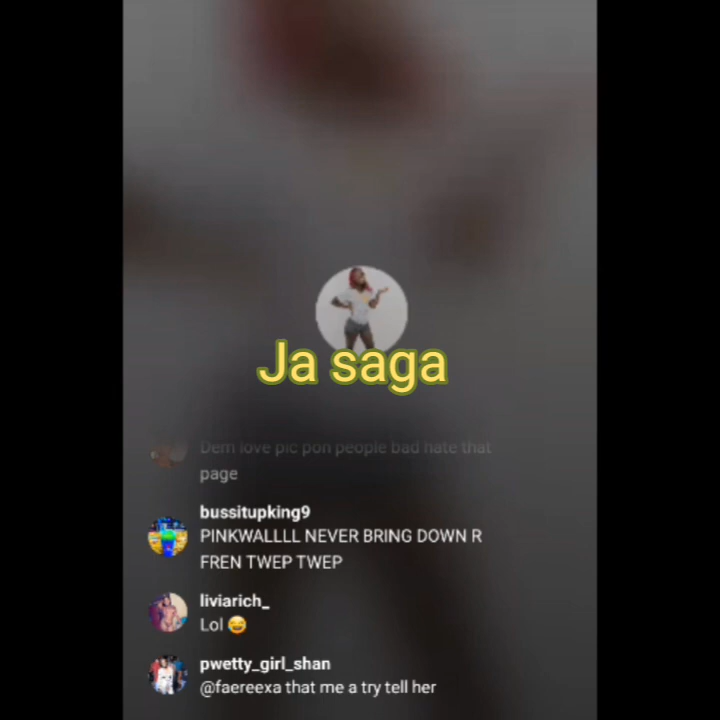 Ja saga
Dem love pic pon people bad hate that
page
bussitupking9
PINKWALLLL NEVER BRING DOWN R
FREN TWEP TWEP
liviarich_
Lol 😂
pwetty_girl_shan
@faereexa that me a try tell her